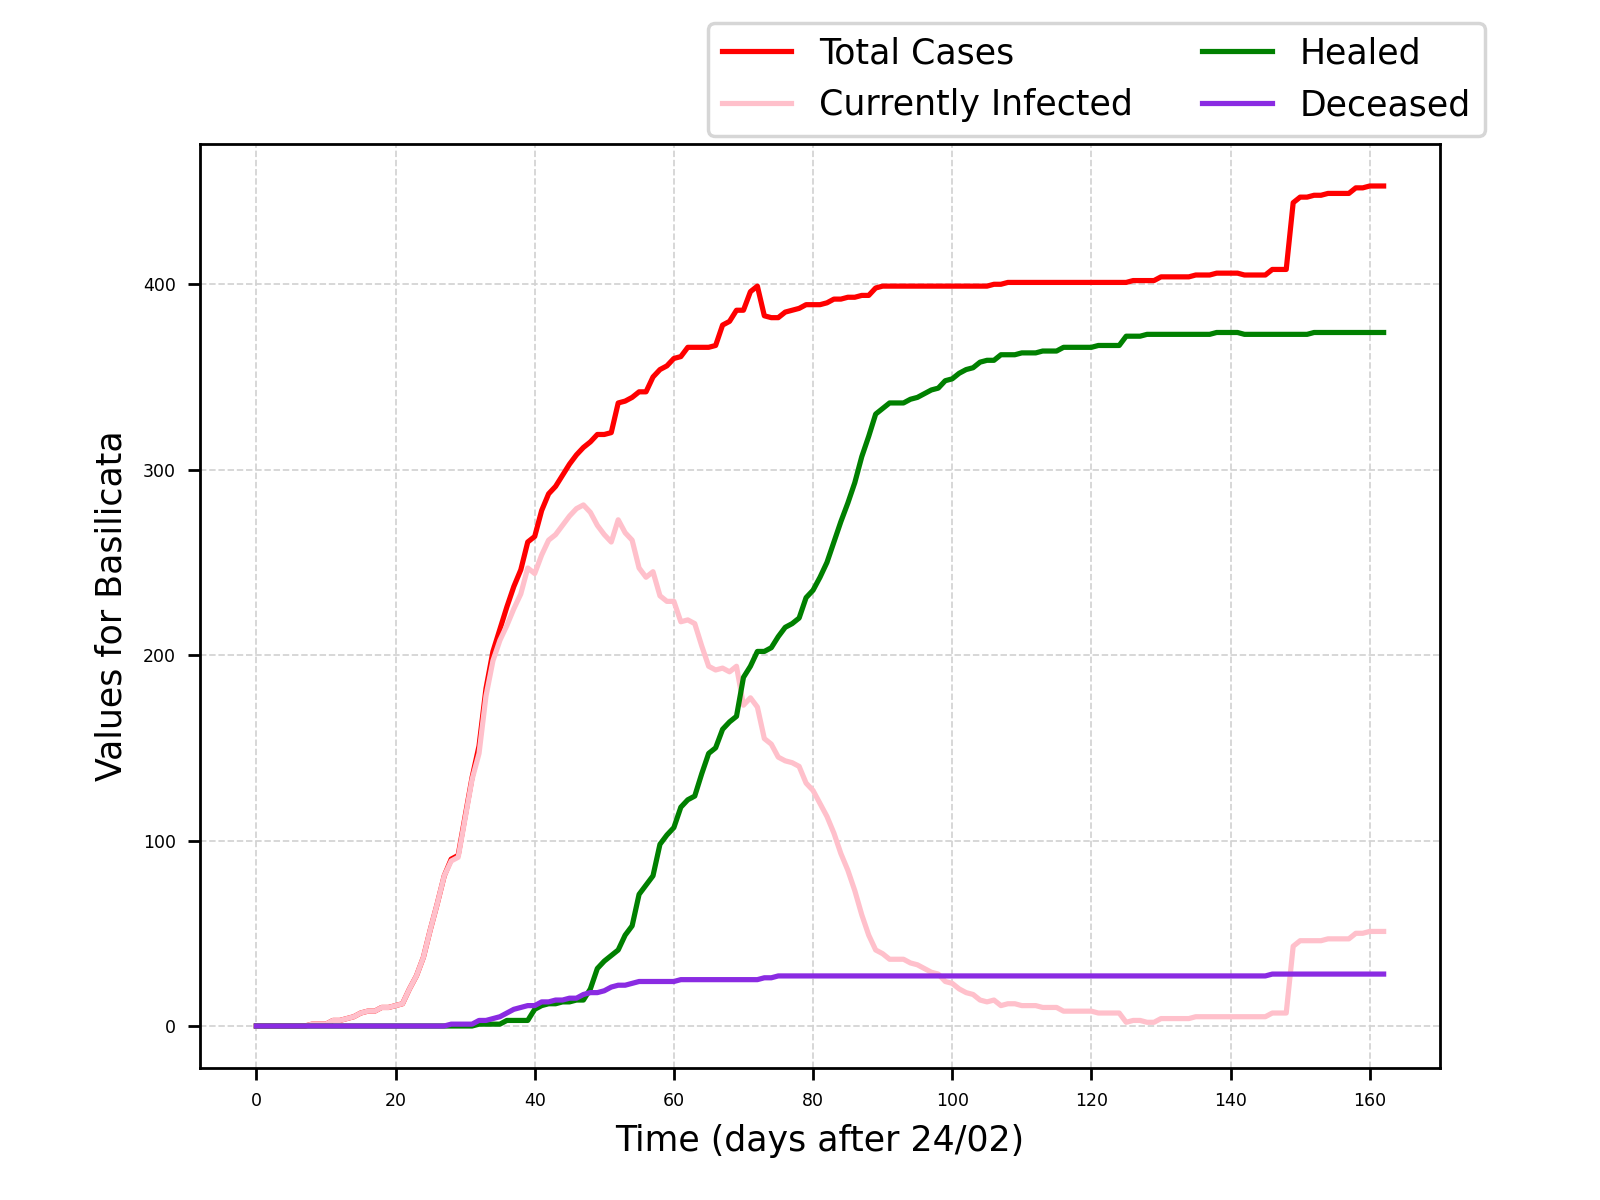 Total Cases
Currently Infected
Healed
Deceased
Values for Basilicata
400
300
200
100
0
0 20 40 60 80 100 120 140 160
Time (days after 24/02)